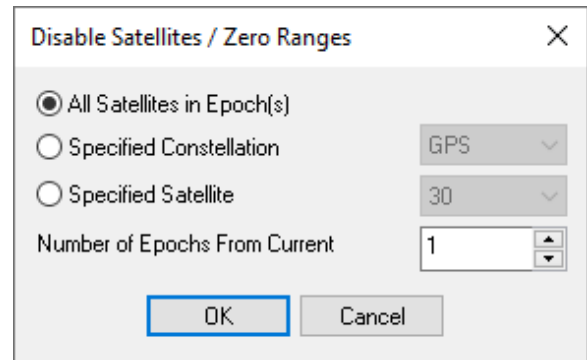 Disable Satellites / Zero Ranges
All Satellites in Epoch(s)
Specified Constellation GPS
Specified Satellite 30
Number of Epochs From Current 1
OK Cancel